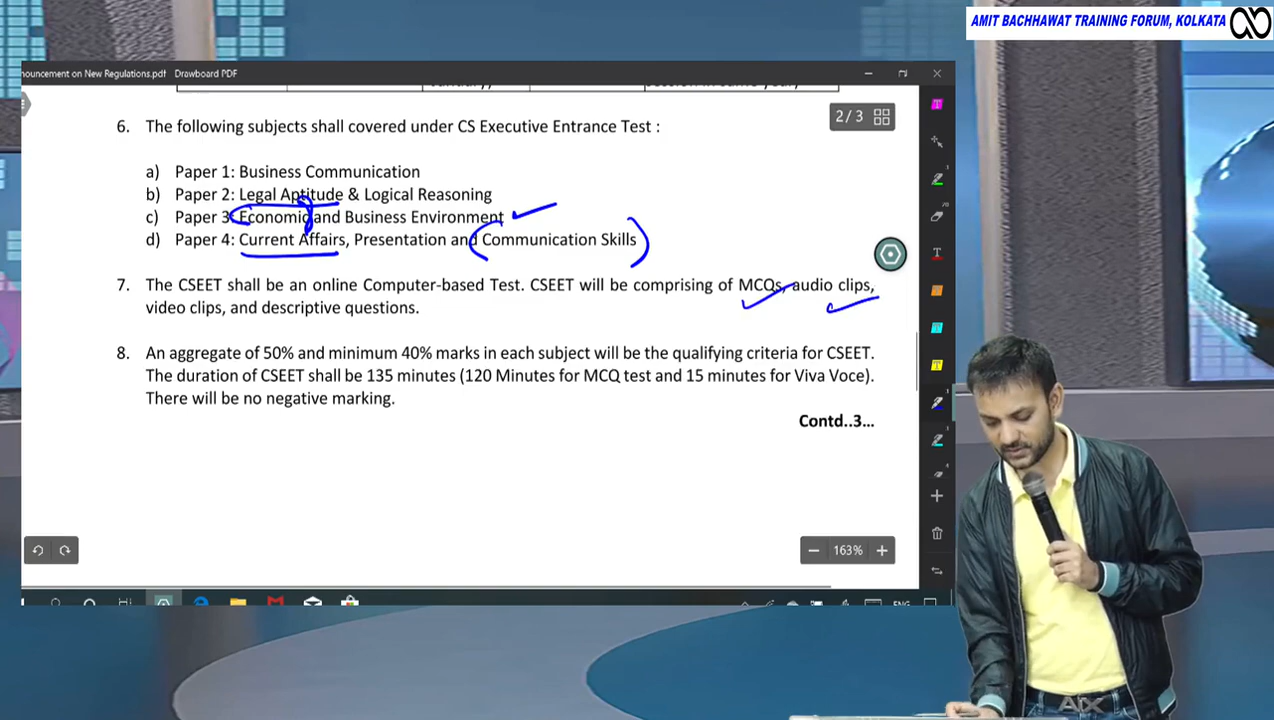 AMIT BACHHAWAT TRAINING FORUM, KOLKATA
nouncement on New Regulations.pdf Drawboard PDF
2 / 3
6. The following subjects shall covered under CS Executive Entrance Test :
a) Paper 1: Business Communication
b) Paper 2: Legal Aptitude & Logical Reasoning
c) Paper 3: Economic and Business Environment
d) Paper 4: Current Affairs, Presentation and Communication Skills
7. The CSEET shall be an online Computer-based Test. CSEET will be comprising of MCQs, audio clips,
video clips, and descriptive questions.
8. An aggregate of 50% and minimum 40% marks in each subject will be the qualifying criteria for CSEET.
The duration of CSEET shall be 135 minutes (120 Minutes for MCQ test and 15 minutes for Viva Voce).
There will be no negative marking.
Contd..3...
163%
ENG